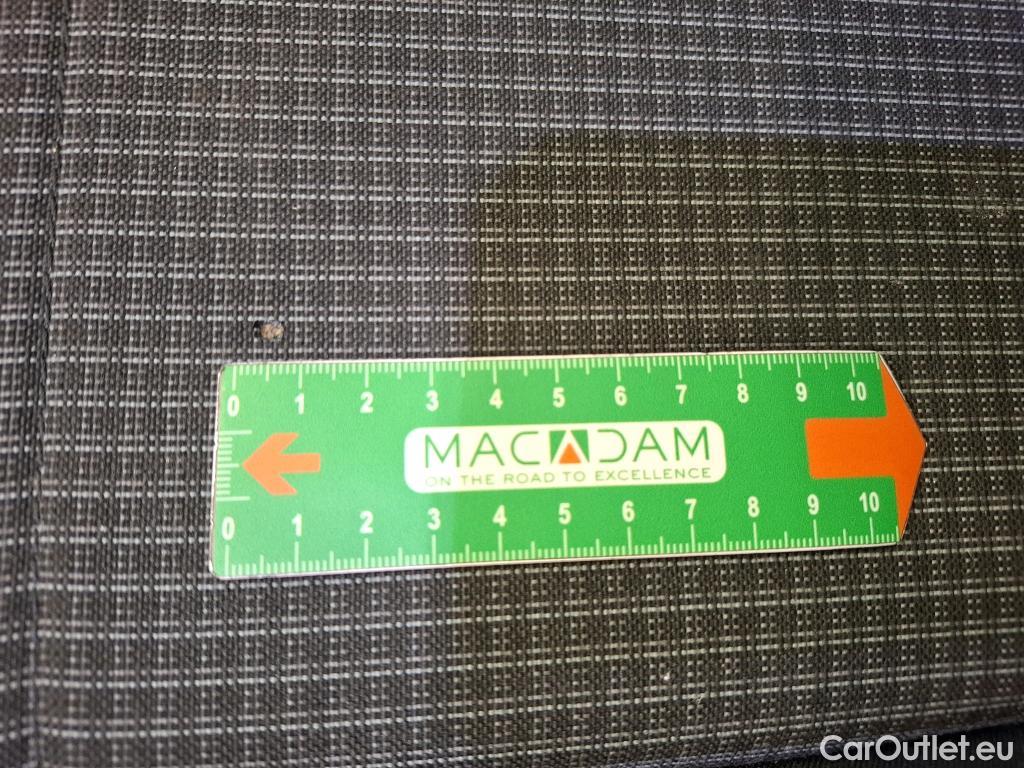 0 1 2 3 4 5 6 7 8 9 10
MACADAM
ON THE ROAD TO EXCELLENCE
0 1 2 3 4 5 6 7 8 9 10
CarOutlet.eu